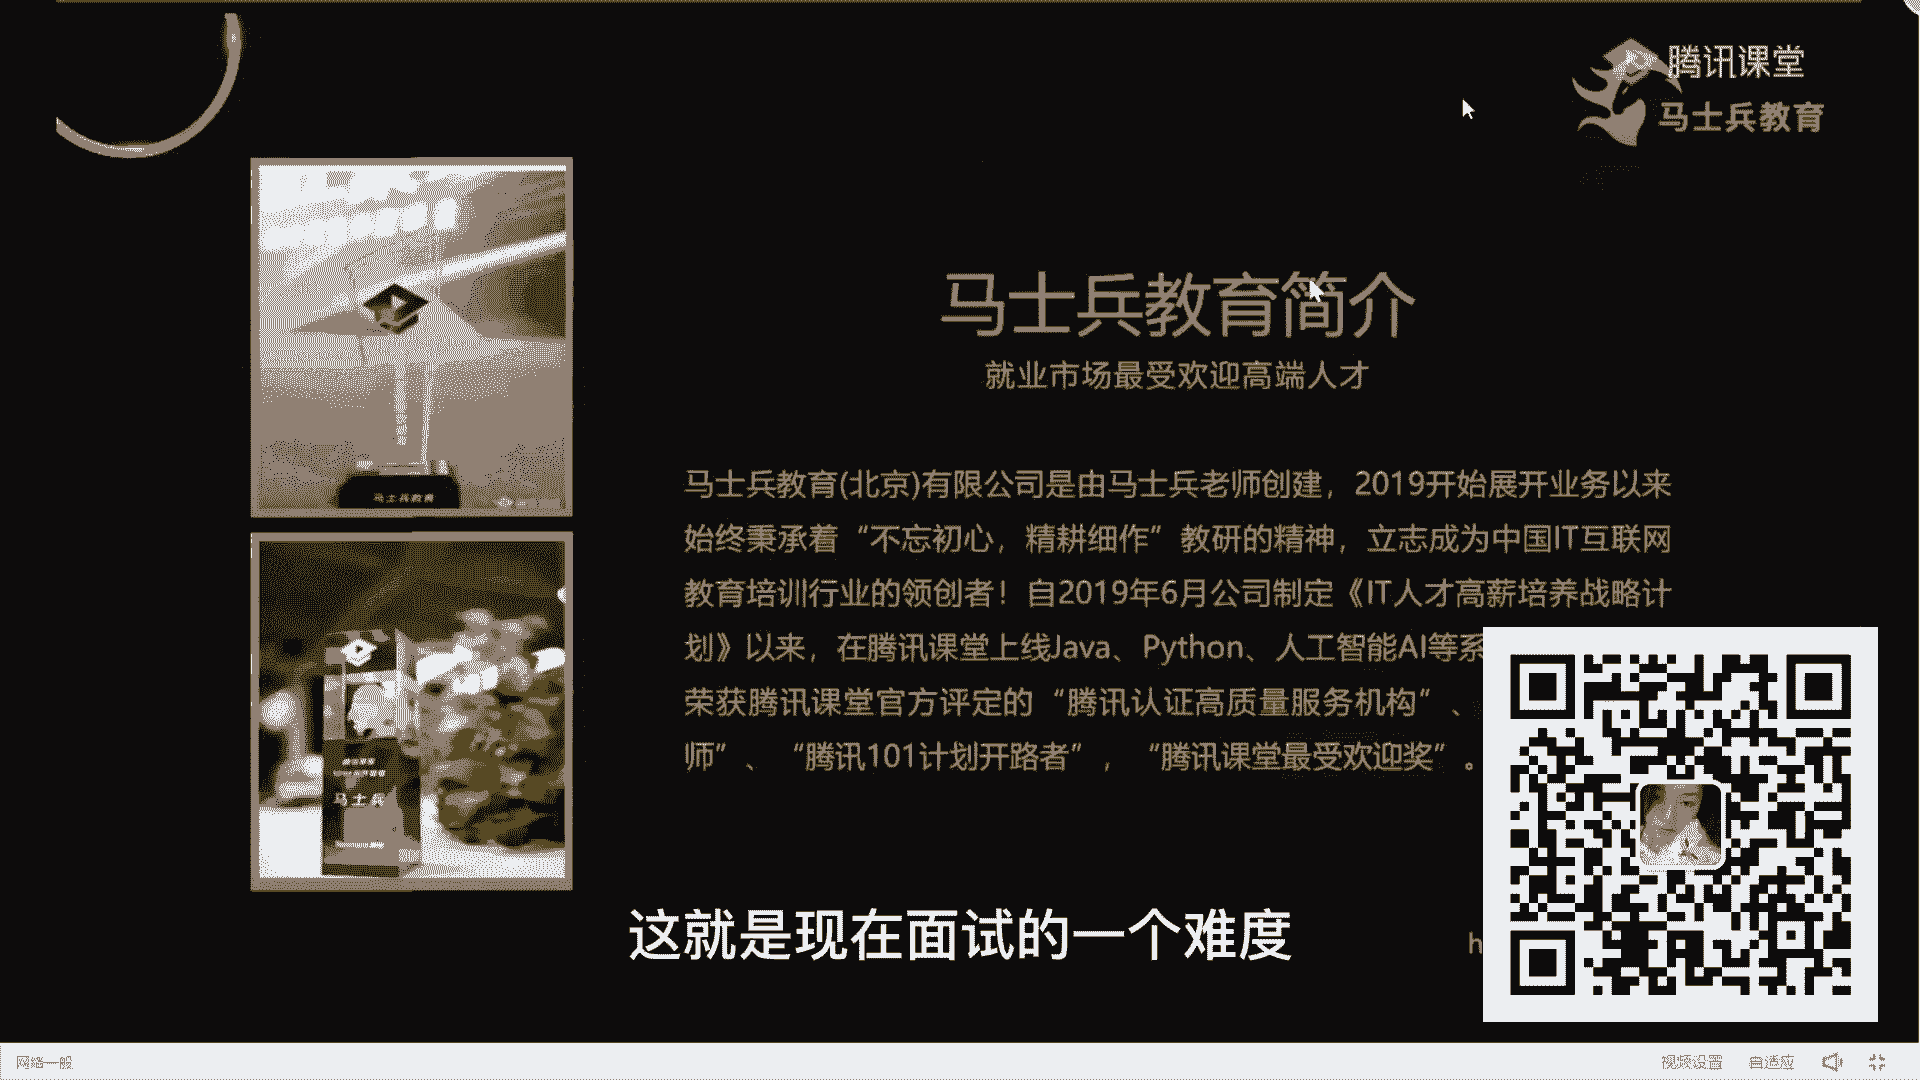 腾讯课堂
马士兵教育
马士兵教育简介
就业市场最受欢迎高端人才
马士兵教育(北京)有限公司是由马士兵老师创建，2019开始展开业务以来
始终秉承着“不忘初心，精耕细作”教研的精神，立志成为中国IT互联网
教育培训行业的领创者！自2019年6月公司制定《IT人才高薪培养战略计
划》以来，在腾讯课堂上线Java、Python、人工智能AI等系
荣获腾讯课堂官方评定的“腾讯认证高质量服务机构”、
师”、“腾讯101计划开路者”，“腾讯课堂最受欢迎奖”。
马士兵教育
马士兵
这就是现在面试的一个难度
h
网络一般
视频设置
自适应